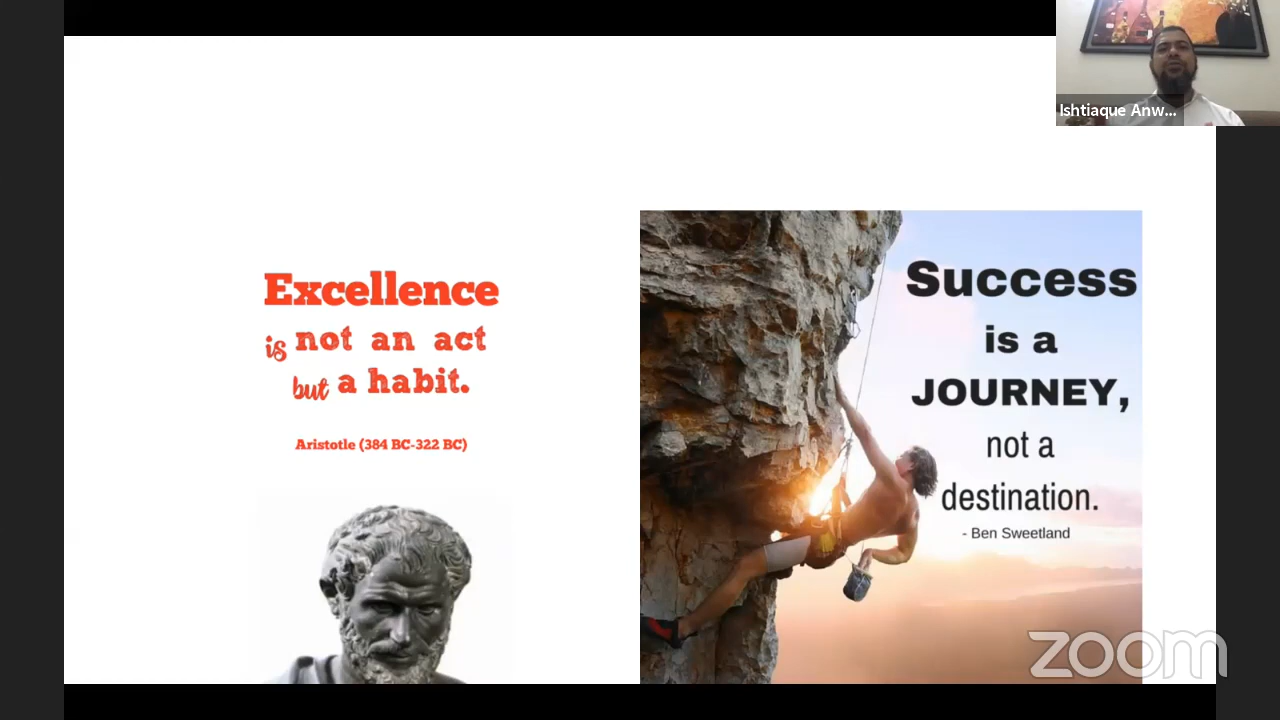 Ishtiaque Anw...
Excellence
is not an act
but a habit.
Aristotle (384 BC-322 BC)
Success
is a
JOURNEY,
not a
destination.
- Ben Sweetland
zoom